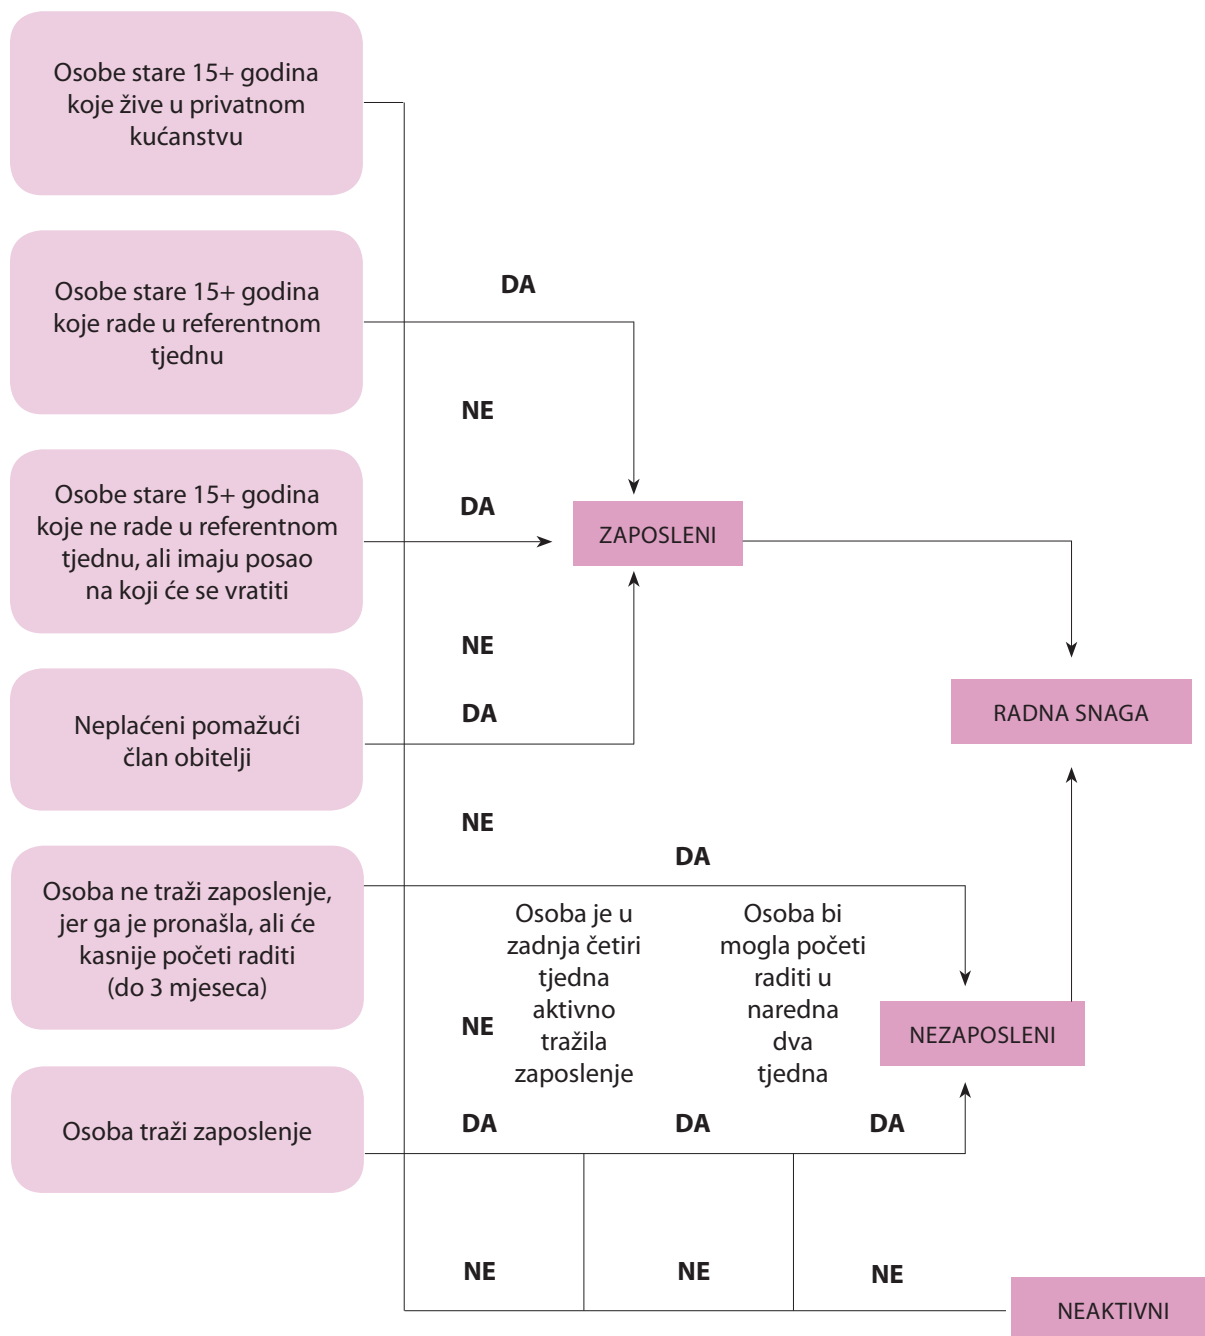 Osobe stare 15+ godina
koje žive u privatnom
kućanstvu
DA
Osobe stare 15+ godina
koje rade u referentnom
tjednu
NE
Osobe stare 15+ godina
koje ne rade u referentnom
tjednu, ali imaju posao
na koji će se vratiti
DA
ZAPOSLENI
NE
Neplaćeni pomažući
član obitelji
DA
RADNA SNAGA
NE
DA
Osoba ne traži zaposlenje,
jer ga je pronašla, ali će
kasnije početi raditi
(do 3 mjeseca)
NE
Osoba je u
zadnja četiri
tjedna
aktivno
tražila
zaposlenje
Osoba bi
mogla početi
raditi u
naredna
dva
tjedna
NEZAPOSLENI
Osoba traži zaposlenje
DA
DA
DA
NE
NE
NE
NEAKTIVNI